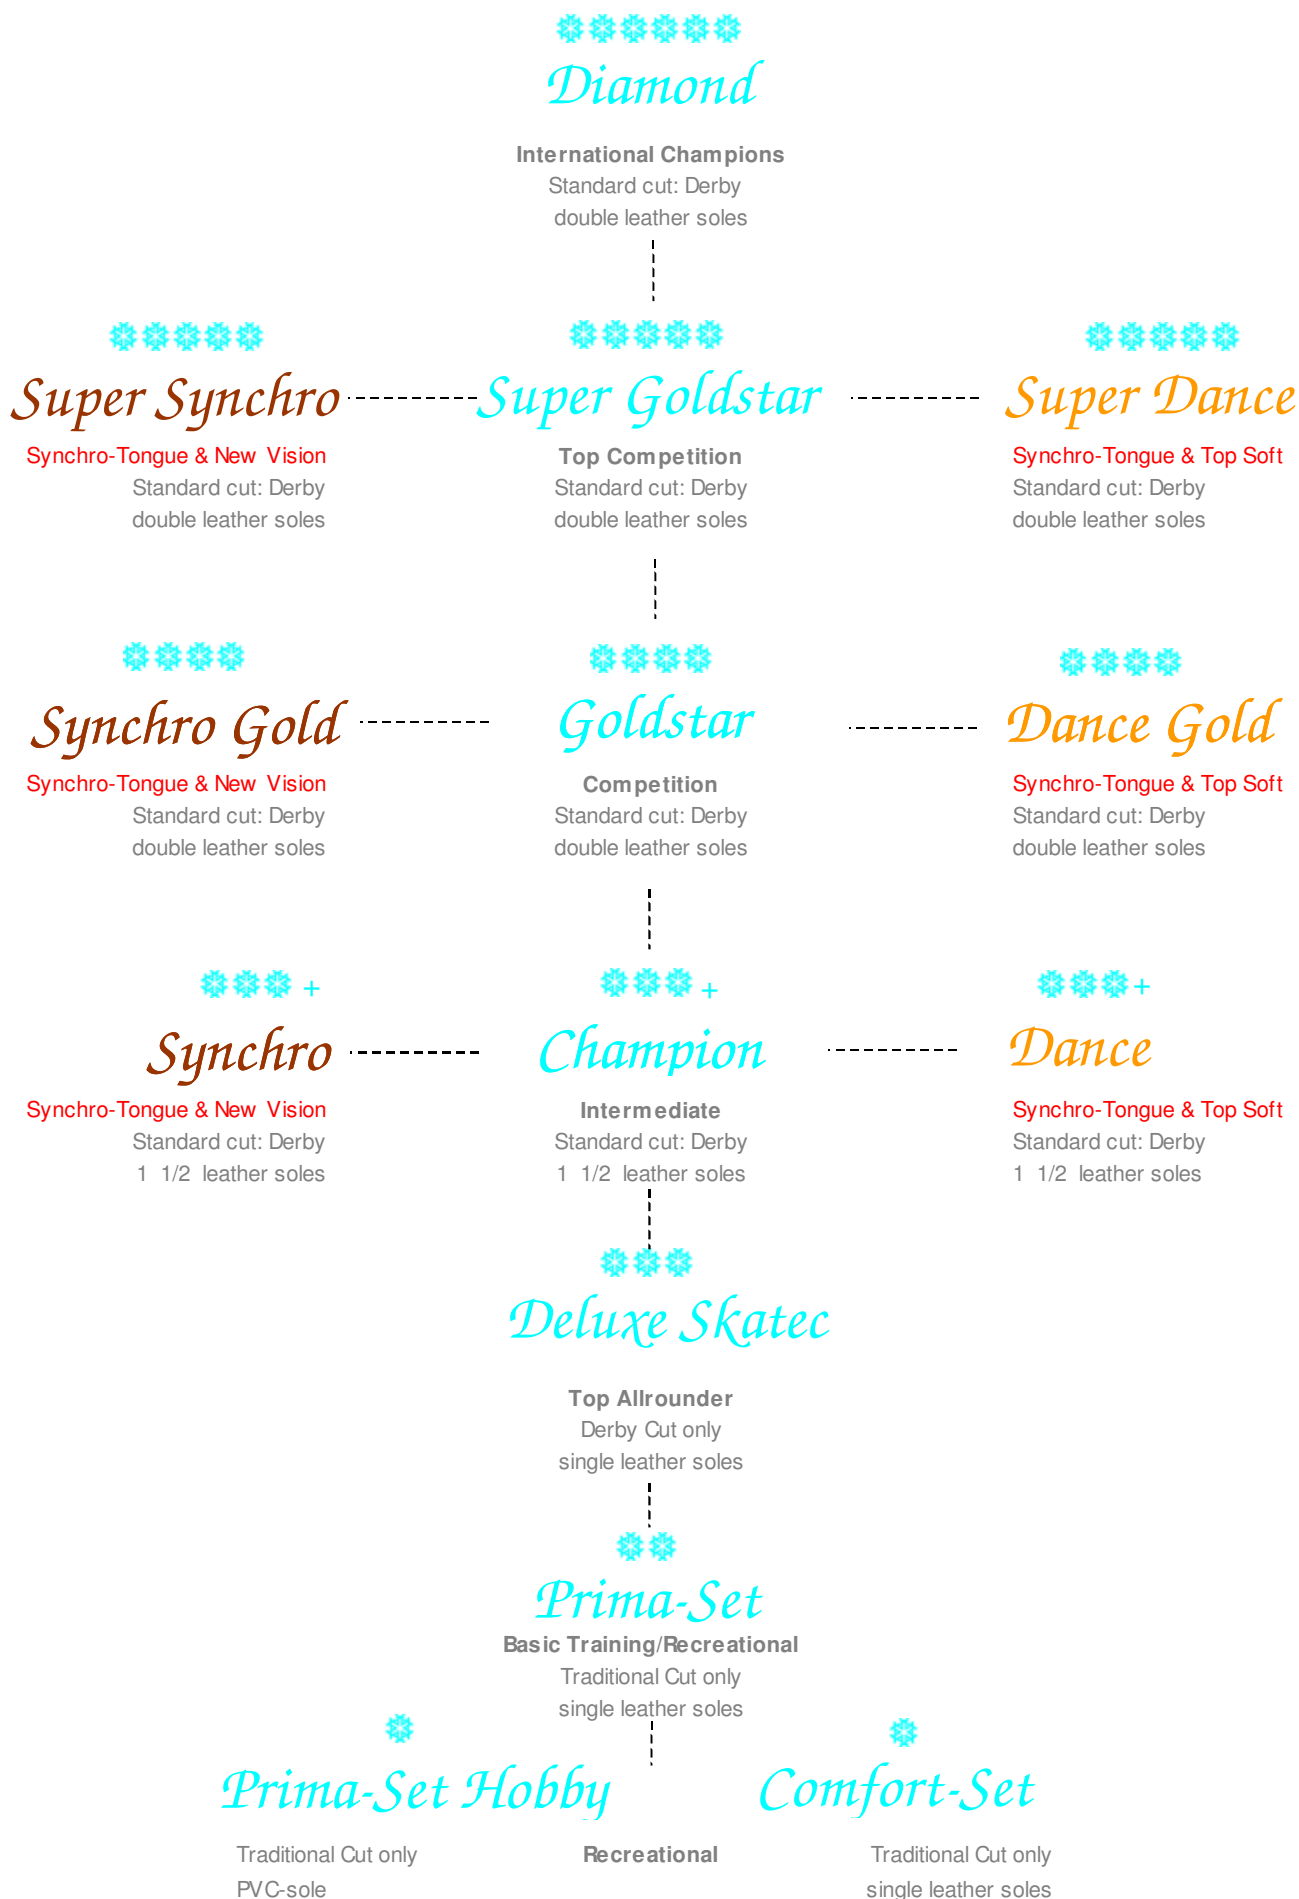 Diamond
International Champions
Standard cut: Derby
double leather soles
Super Synchro
Synchro-Tongue & New Vision
Standard cut: Derby
double leather soles
Super Goldstar
Top Competition
Standard cut: Derby
double leather soles
Super Dance
Synchro-Tongue & Top Soft
Standard cut: Derby
double leather soles
Synchro Gold
Synchro-Tongue & New Vision
Standard cut: Derby
double leather soles
Goldstar
Competition
Standard cut: Derby
double leather soles
Dance Gold
Synchro-Tongue & Top Soft
Standard cut: Derby
double leather soles
+
Synchro
Synchro-Tongue & New Vision
Standard cut: Derby
1 1/2 leather soles
+
Champion
Intermediate
Standard cut: Derby
1 1/2 leather soles
+
Dance
Synchro-Tongue & Top Soft
Standard cut: Derby
1 1/2 leather soles
Deluxe Skatec
Top Allrounder
Derby Cut only
single leather soles
Prima-Set
Basic Training/Recreational
Traditional Cut only
single leather soles
Prima-Set Hobby
Traditional Cut only
PVC-sole
Recreational
Comfort-Set
Traditional Cut only
single leather soles